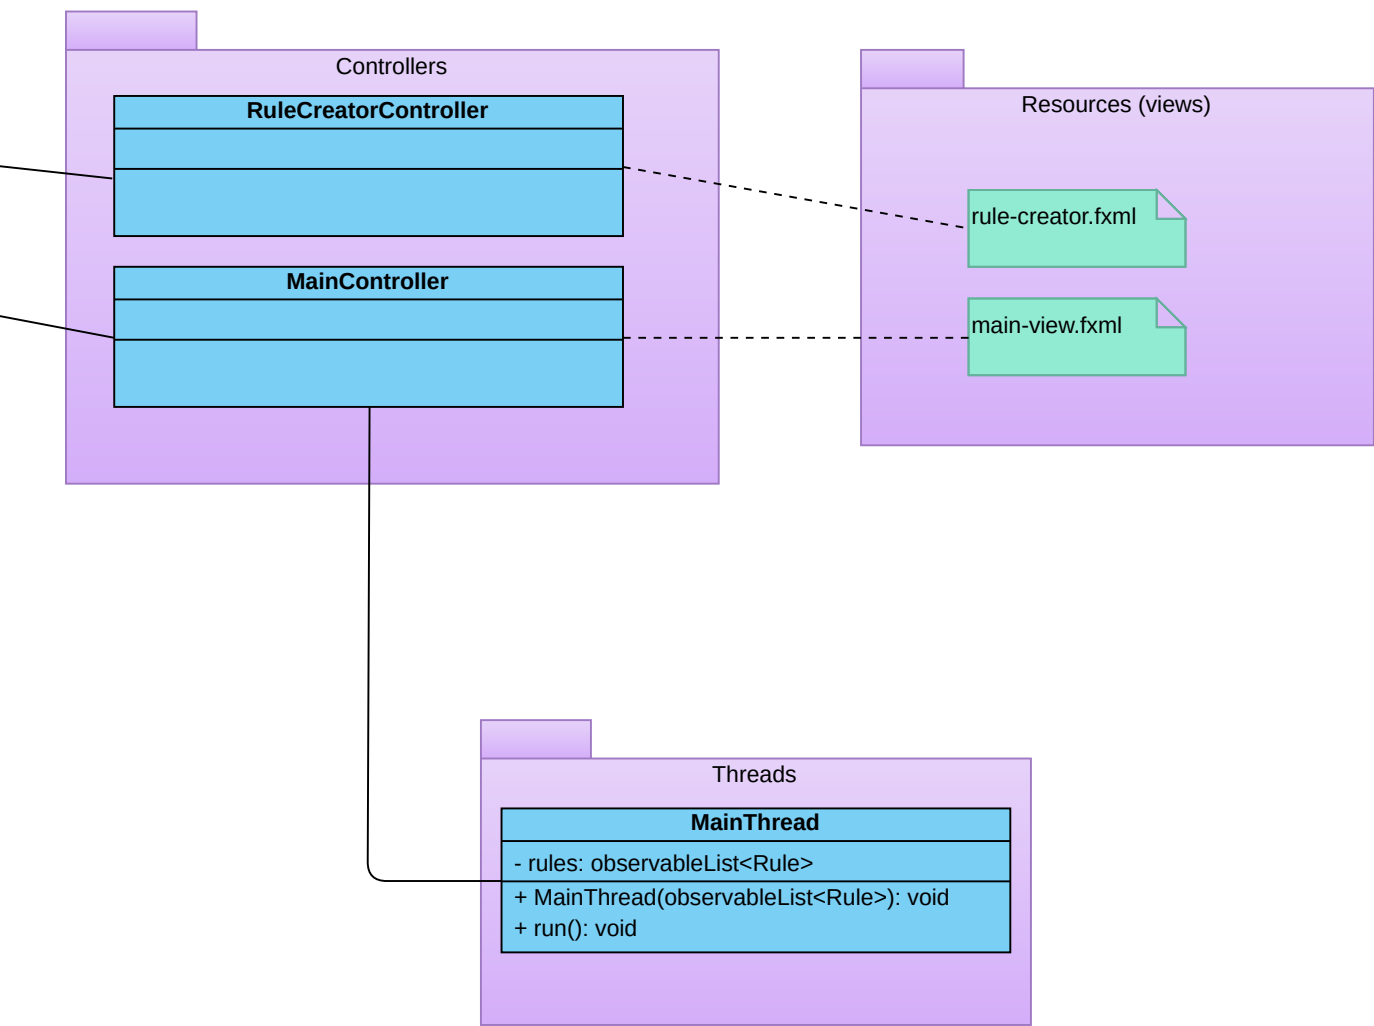 Controllers
RuleCreatorController
MainController
Resources (views)
rule-creator.fxml
main-view.fxml
Threads
MainThread
- rules: observableList<Rule>
+ MainThread(observableList<Rule>): void
+ run(): void